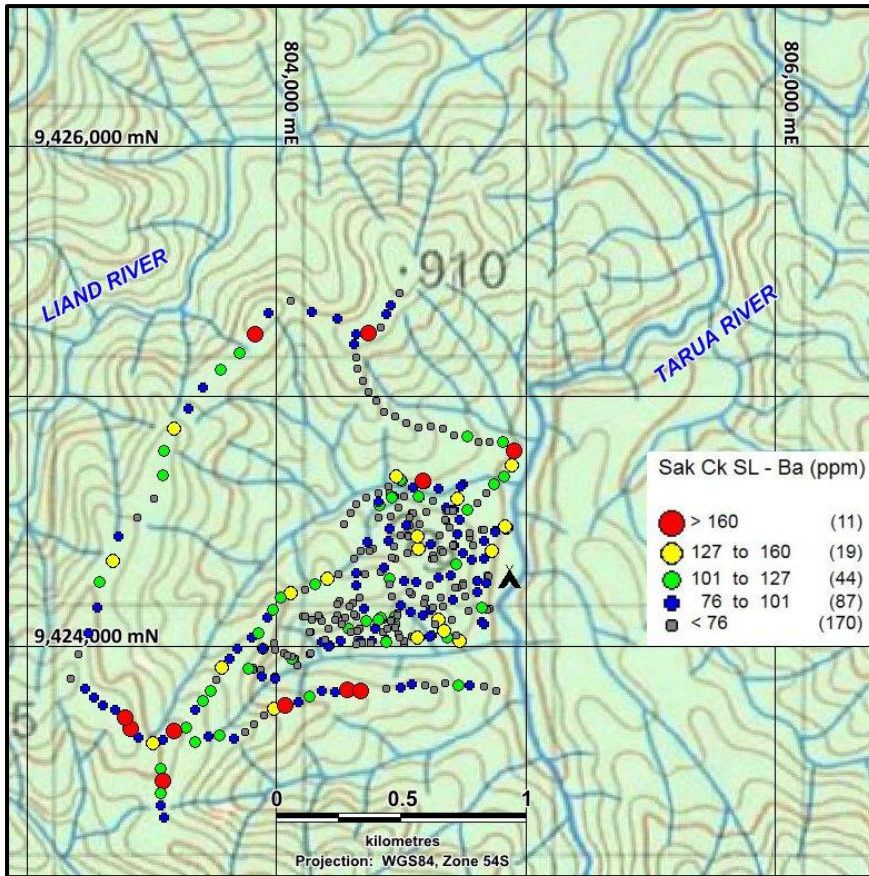 804,000 mE
806,000 mE
9,426,000 mN
910
LIAND RIVER
TARUA RIVER
Sak Ck SL - Ba (ppm)
> 160 (11)
127 to 160 (19)
101 to 127 (44)
76 to 101 (87)
< 76 (170)
9,424,000 mN
5
0 0.5 1
kilometres
Projection: WGS84, Zone 54S